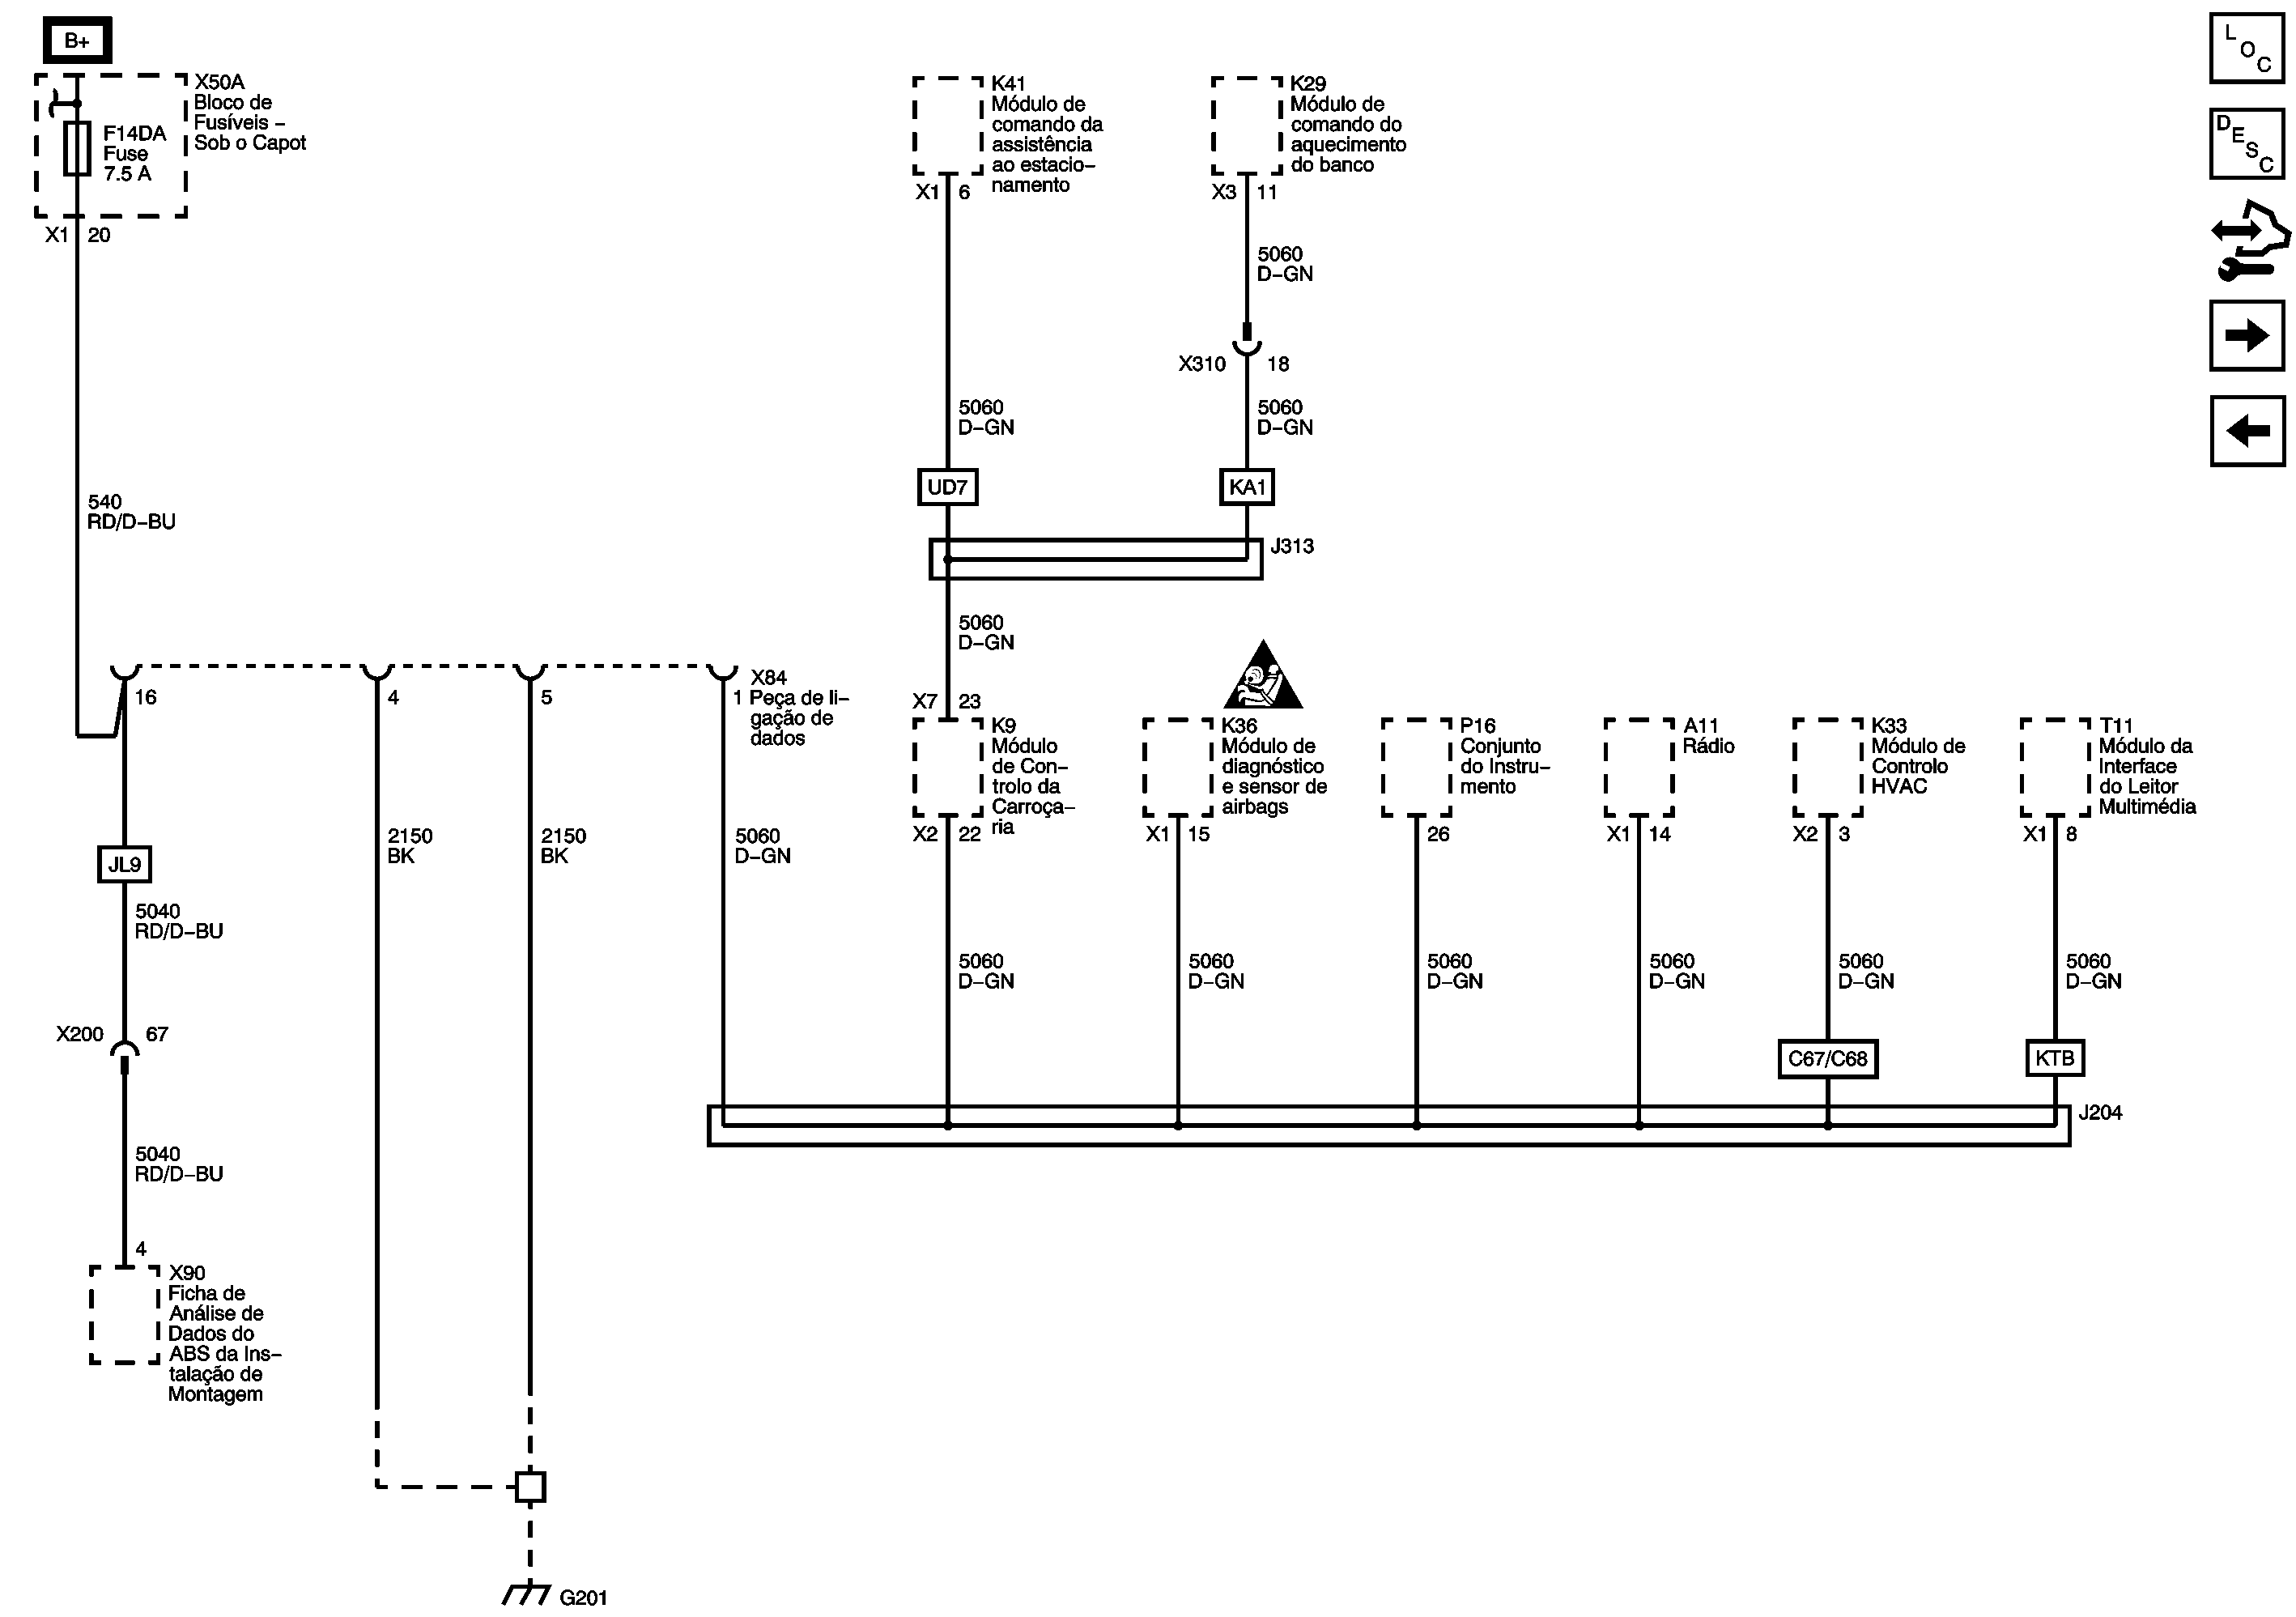 B+
X50A
Bloco de
Fusíveis –
Sob o Capot
F14DA
Fuse
7.5 A
X1 20
540
RD/D–BU
16
4
5
1
X84
Peça de li–
gação de
dados
JL9
5040
RD/D–BU
X200 67
5040
RD/D–BU
4
X90
Ficha de
Análise de
Dados do
ABS da Ins–
talação de
Montagem
2150
BK
2150
BK
G201
5060
D–GN
K41
Módulo de
comando da
assistência
ao estacio–
namento
X1 6
5060
D–GN
UD7
K29
Módulo de
comando do
aquecimento
do banco
X3 11
5060
D–GN
X310 18
5060
D–GN
KA1
J313
5060
D–GN
X7 23
K9
Módulo
de Con–
trolo da
Carroça–
ria
X2 22
5060
D–GN
K36
Módulo de
diagnóstico
e sensor de
airbags
X1 15
5060
D–GN
P16
Conjunto
do Instru–
mento
26
5060
D–GN
A11
Rádio
X1 14
5060
D–GN
K33
Módulo de
Controlo
HVAC
X2 3
5060
D–GN
C67/C68
T11
Módulo da
Interface
do Leitor
Multimédia
X1 8
5060
D–GN
KTB
J204
LOC
DESC